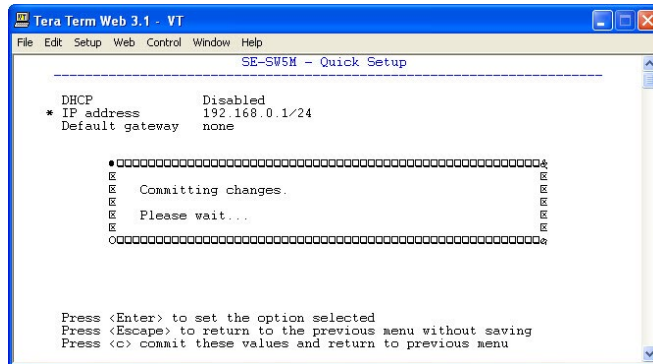 Tera Term Web 3.1 - VT
File Edit Setup Web Control Window Help
SE-SW5M - Quick Setup
DHCP Disabled
* IP address 192.168.0.1/24
Default gateway none
Committing changes.
Please wait...
Press <Enter> to set the option selected
Press <Escape> to return to the previous menu without saving
Press <c> commit these values and return to previous menu